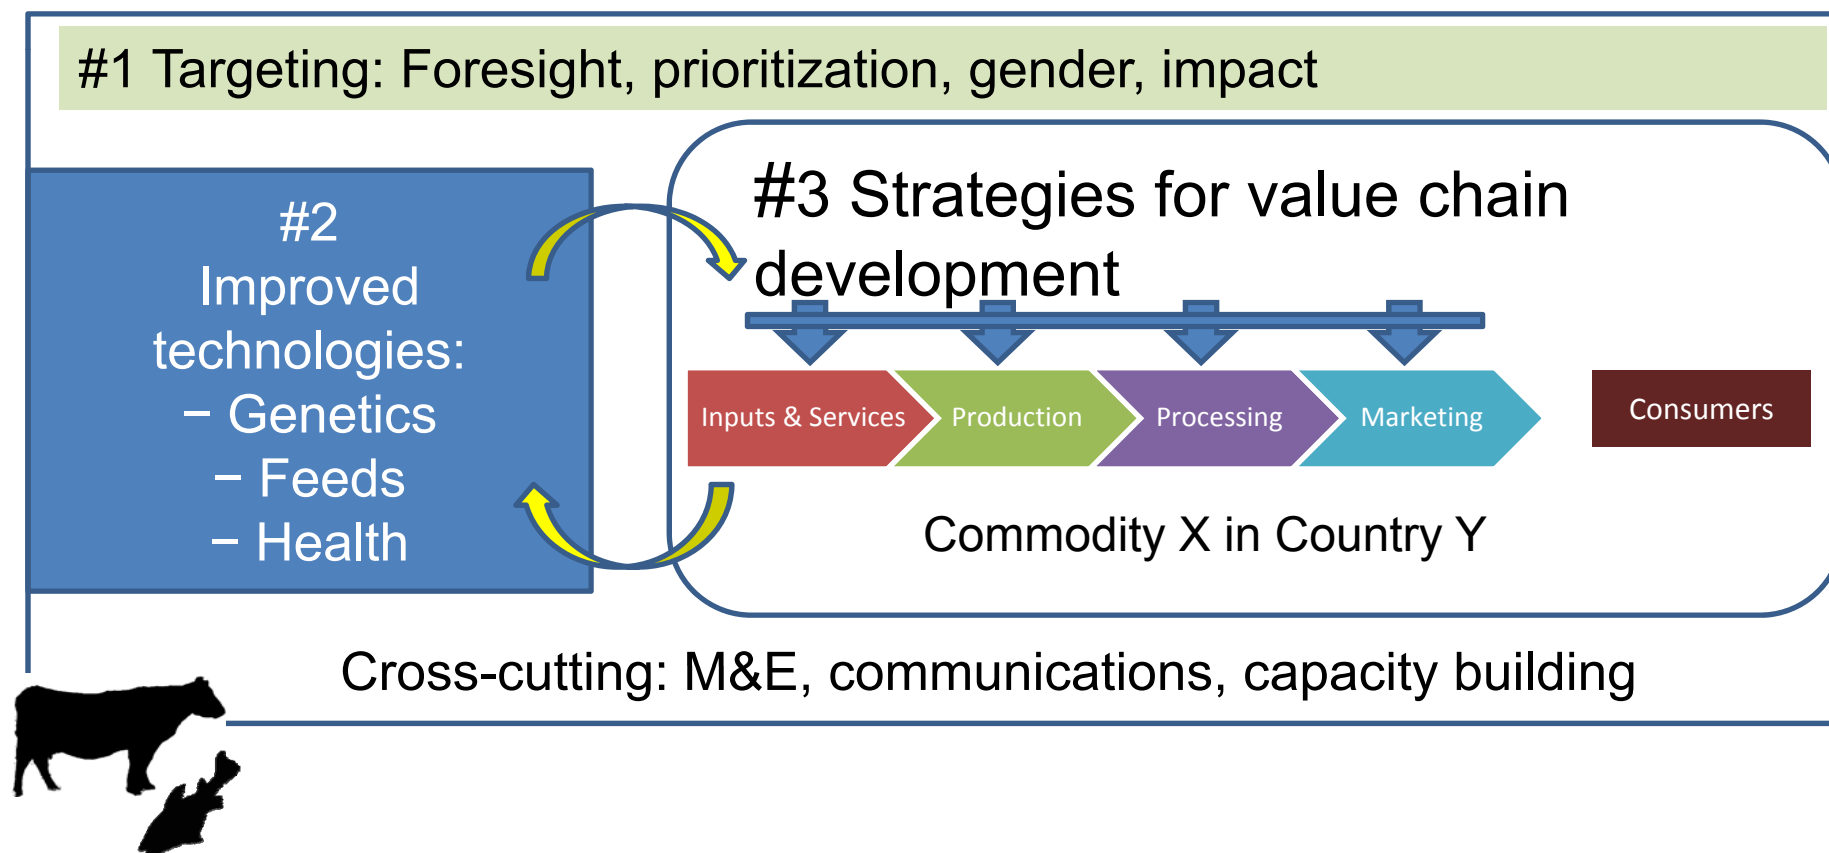 #1 Targeting: Foresight, prioritization, gender, impact
#2
Improved
technologies:
− Genetics
− Feeds
− Health
#3 Strategies for value chain
development
Inputs & Services
Production
Processing
Marketing
Consumers
Commodity X in Country Y
Cross-cutting: M&E, communications, capacity building